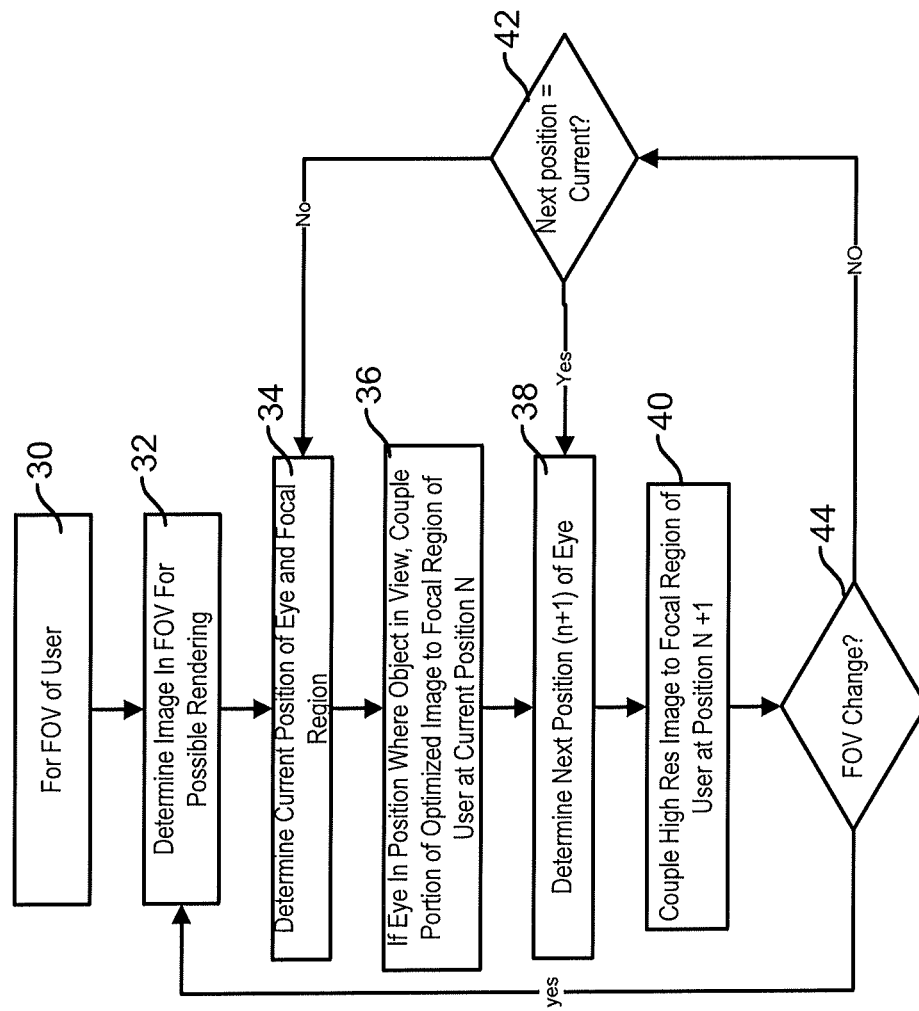 30
For FOV of User
32
Determine Image In FOV For
Possible Rendering
34
Determine Current Position of Eye and Focal
Region
36
If Eye In Position Where Object in View, Couple
Portion of Optimized Image to Focal Region of
User at Current Position N
38
Determine Next Position (n+1) of Eye
40
Couple High Res Image to Focal Region of
User at Position N +1
44
FOV Change?
yes
NO
42
Next position =
Current?
No
Yes